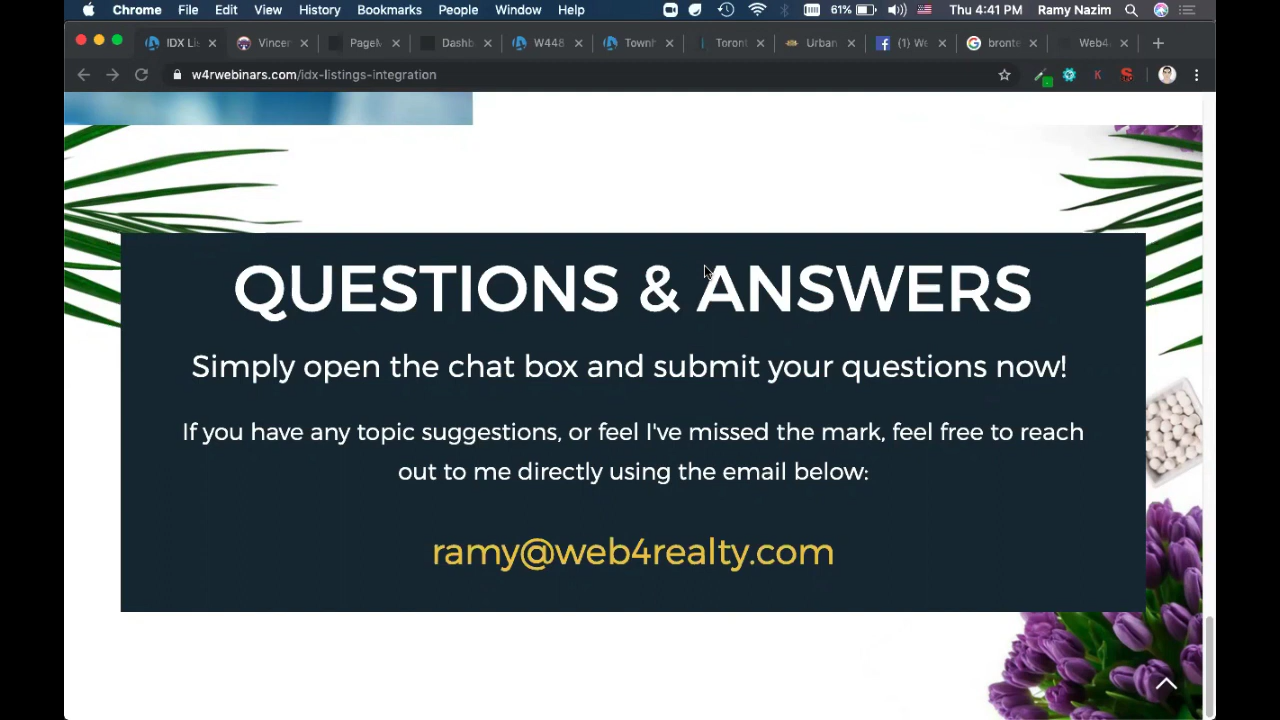 Chrome File Edit View History Bookmarks People Window Help 61% Thu 4:41 PM Ramy Nazim
IDX Lis Vincer PageM Dashb W448 Townh Toront Urban (1) We bronte Web4
w4rwebinars.com/idx-listings-integration
QUESTIONS & ANSWERS
Simply open the chat box and submit your questions now!
If you have any topic suggestions, or feel I've missed the mark, feel free to reach
out to me directly using the email below:
ramy@web4realty.com